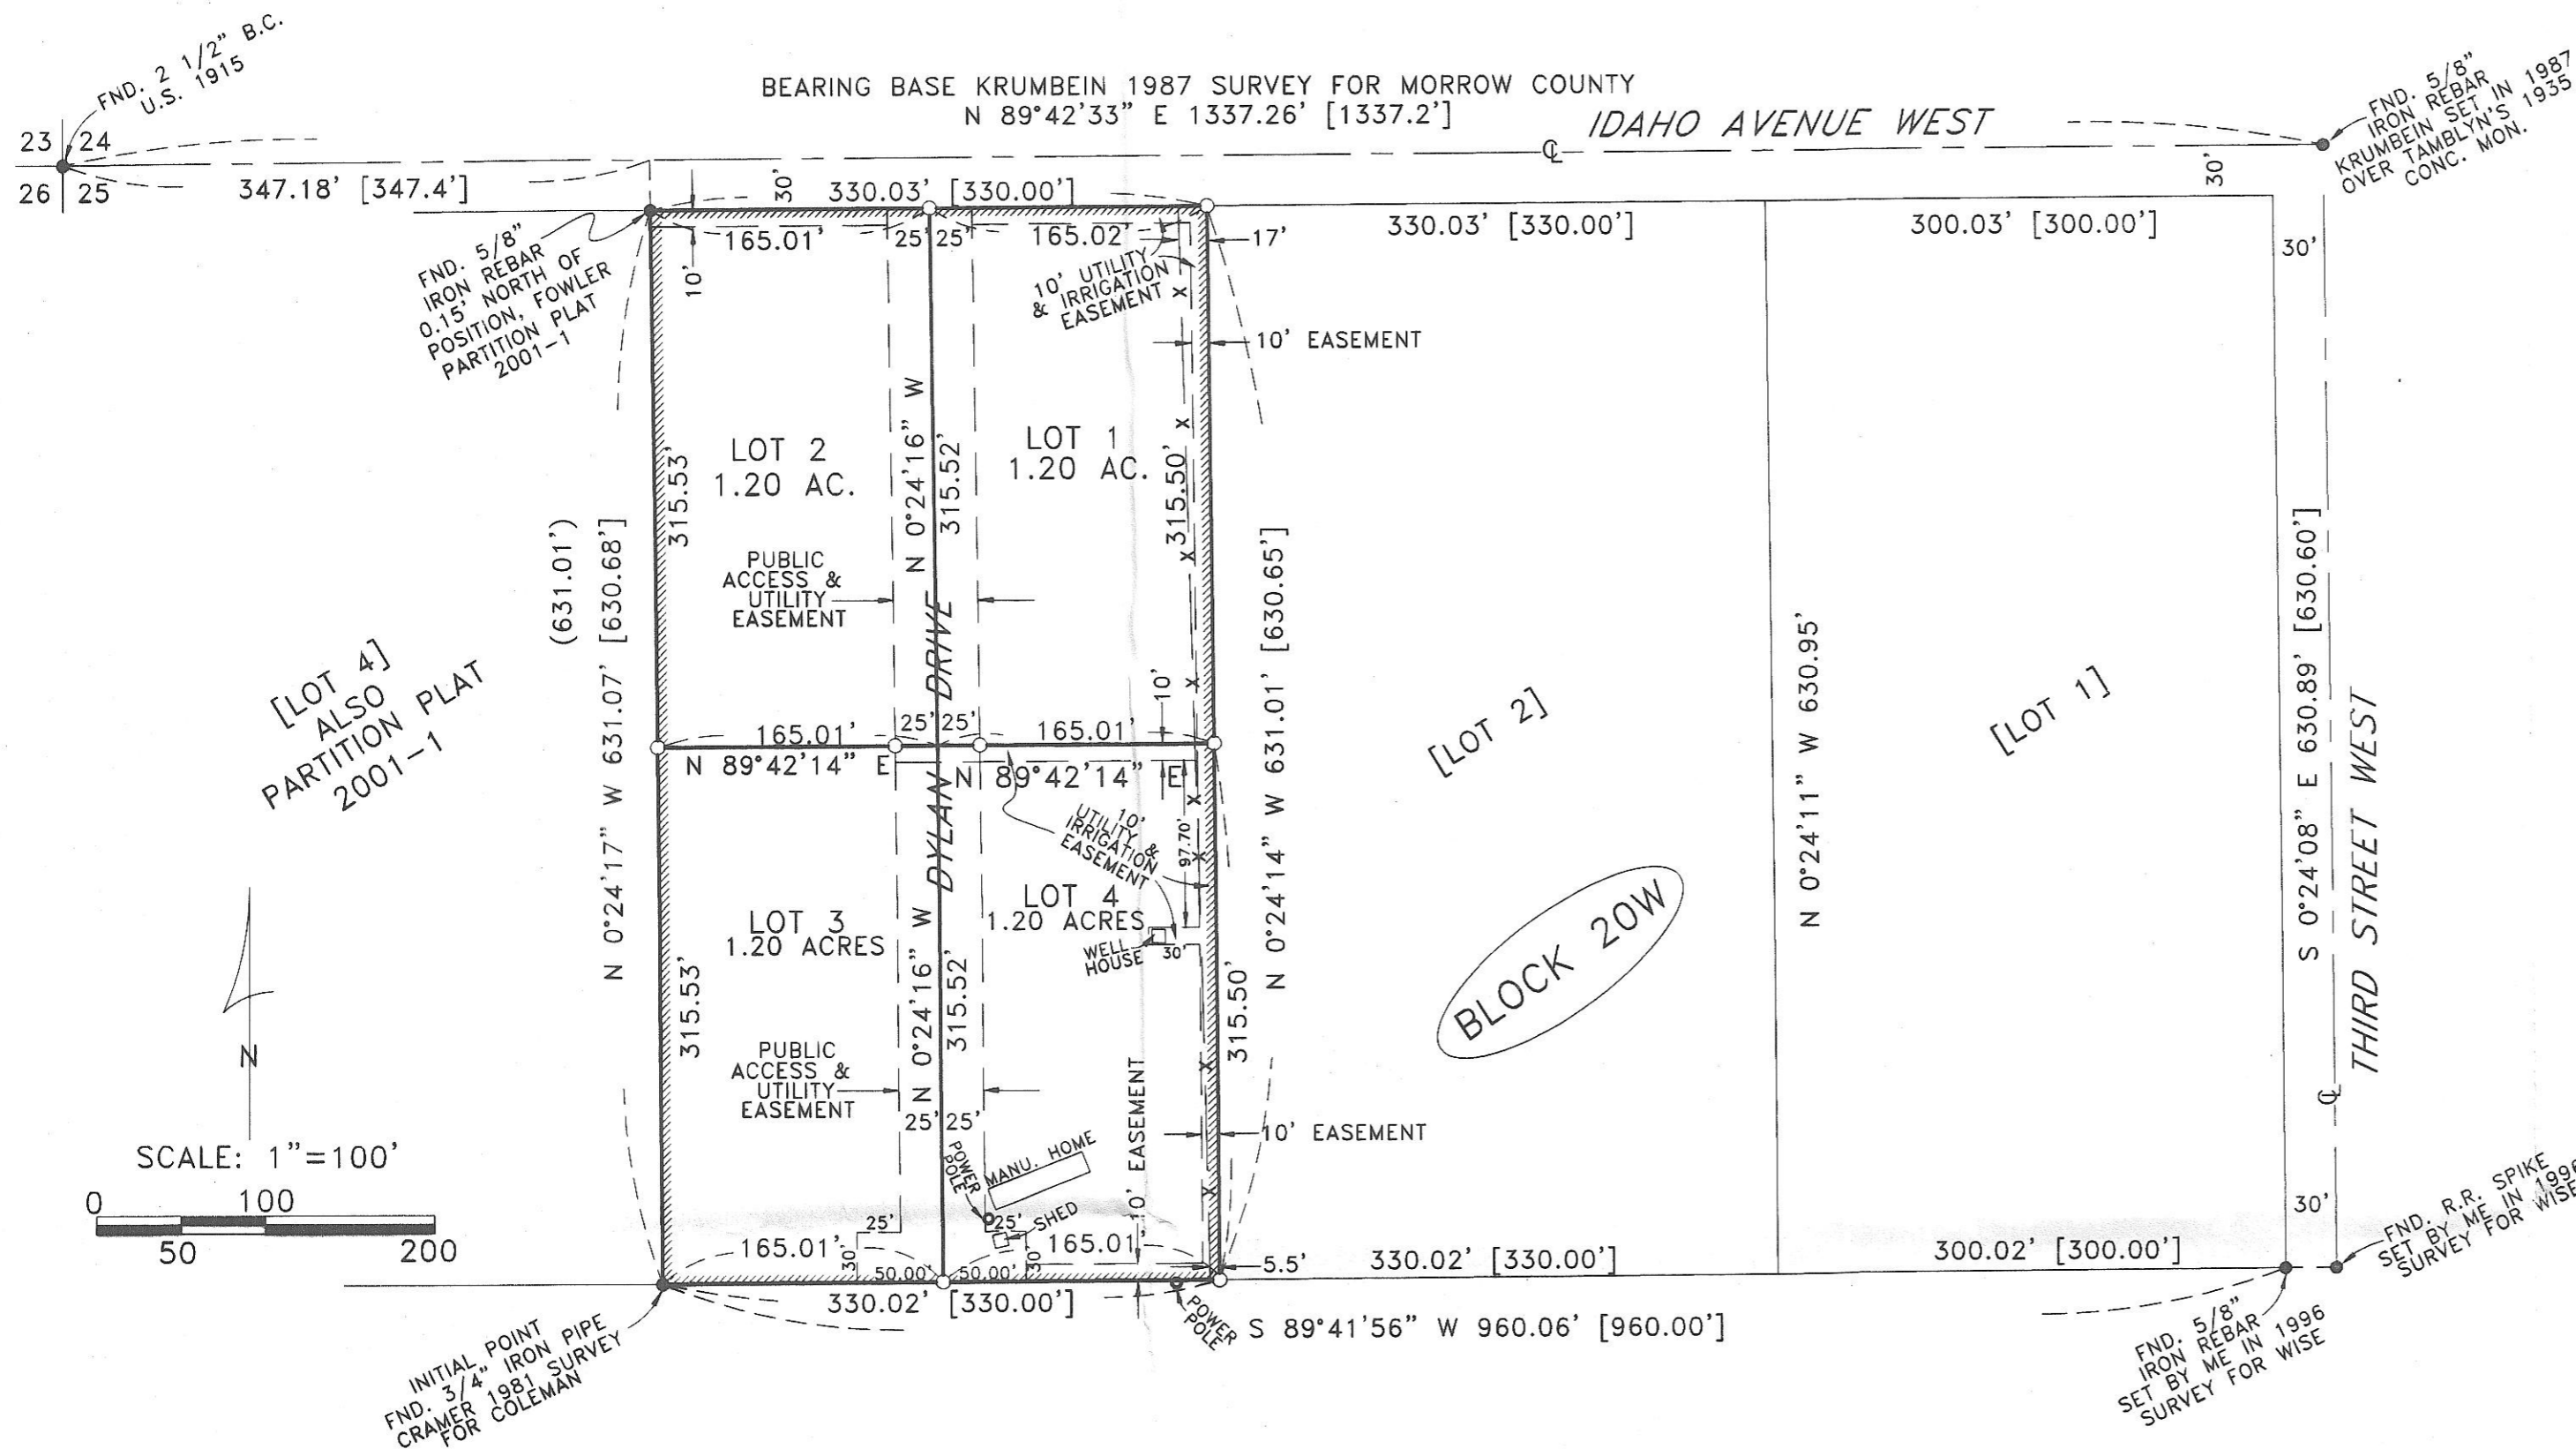 FND. 2 1/2" B.C.
U.S. 1915
23 24
26 25
BEARING BASE KRUMBEIN 1987 SURVEY FOR MORROW COUNTY
N 89°42'33" E 1337.26' [1337.2']
IDAHO AVENUE WEST
℄
FND. 5/8"
IRON REBAR
KRUMBEIN SET IN 1987
OVER TAMBLYN'S 1935
CONC. MON.
347.18' [347.4']
30'
330.03' [330.00']
330.03' [330.00']
300.03' [300.00']
30'
30'
165.01'
25' 25'
165.02'
17'
10'
FND. 5/8"
IRON REBAR
0.15' NORTH OF
POSITION, FOWLER
PARTITION PLAT
2001-1
10' UTILITY
& IRRIGATION
EASEMENT
10' EASEMENT
LOT 2
1.20 AC.
LOT 1
1.20 AC.
315.53'
N 0°24'16" W
315.52'
315.50'
PUBLIC
ACCESS &
UTILITY
EASEMENT
DYLAN DRIVE
(631.01')
N 0°24'17" W 631.07' [630.68']
N 0°24'14" W 631.01' [630.65']
N 0°24'11" W 630.95'
S 0°24'08" E 630.89' [630.60']
THIRD STREET WEST
℄
[LOT 4]
ALSO
PARTITION PLAT
2001-1
[LOT 2]
[LOT 1]
BLOCK 20W
165.01'
25' 25'
165.01'
10'
N 89°42'14" E
N 89°42'14" E
10'
UTILITY &
IRRIGATION
EASEMENT
97.70'
LOT 3
1.20 ACRES
LOT 4
1.20 ACRES
WELL
HOUSE
30'
315.53'
N 0°24'16" W
315.52'
315.50'
PUBLIC
ACCESS &
UTILITY
EASEMENT
25' 25'
10' EASEMENT
10' EASEMENT
POWER
POLE
MANU. HOME
SHED
25'
25'
30'
30'
165.01'
165.01'
50.00'
50.00'
5.5'
330.02' [330.00']
330.02' [330.00']
300.02' [300.00']
30'
S 89°41'56" W 960.06' [960.00']
POWER
POLE
N
SCALE: 1"=100'
0 100
50 200
INITIAL POINT
FND. 3/4" IRON PIPE
CRAMER 1981 SURVEY
FOR COLEMAN
FND. 5/8"
IRON REBAR
SET BY ME IN 1996
SURVEY FOR WISE
FND. R.R. SPIKE
SET BY ME IN 1996
SURVEY FOR WISE